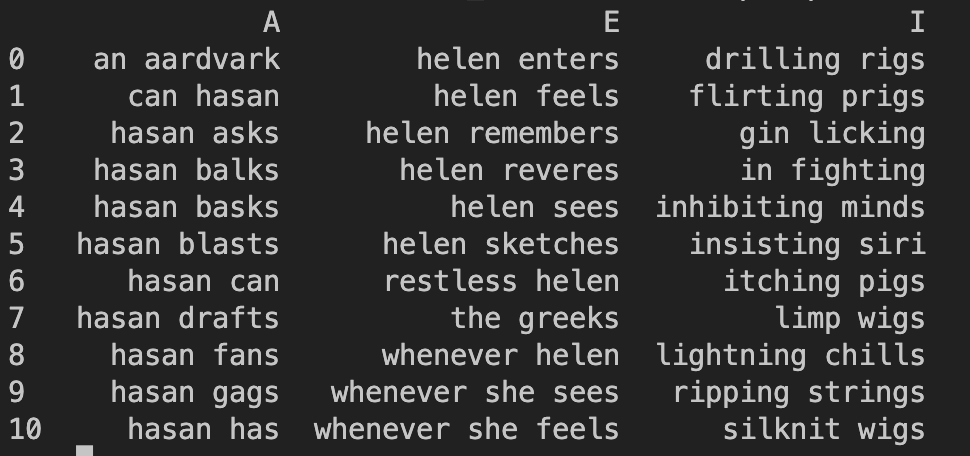 A E I
0 an aardvark helen enters drilling rigs
1 can hasan helen feels flirting prigs
2 hasan asks helen remembers gin licking
3 hasan balks helen reveres in fighting
4 hasan basks helen sees inhibiting minds
5 hasan blasts helen sketches insisting siri
6 hasan can restless helen itching pigs
7 hasan drafts the greeks limp wigs
8 hasan fans whenever helen lightning chills
9 hasan gags whenever she sees ripping strings
10 hasan has whenever she feels silknit wigs